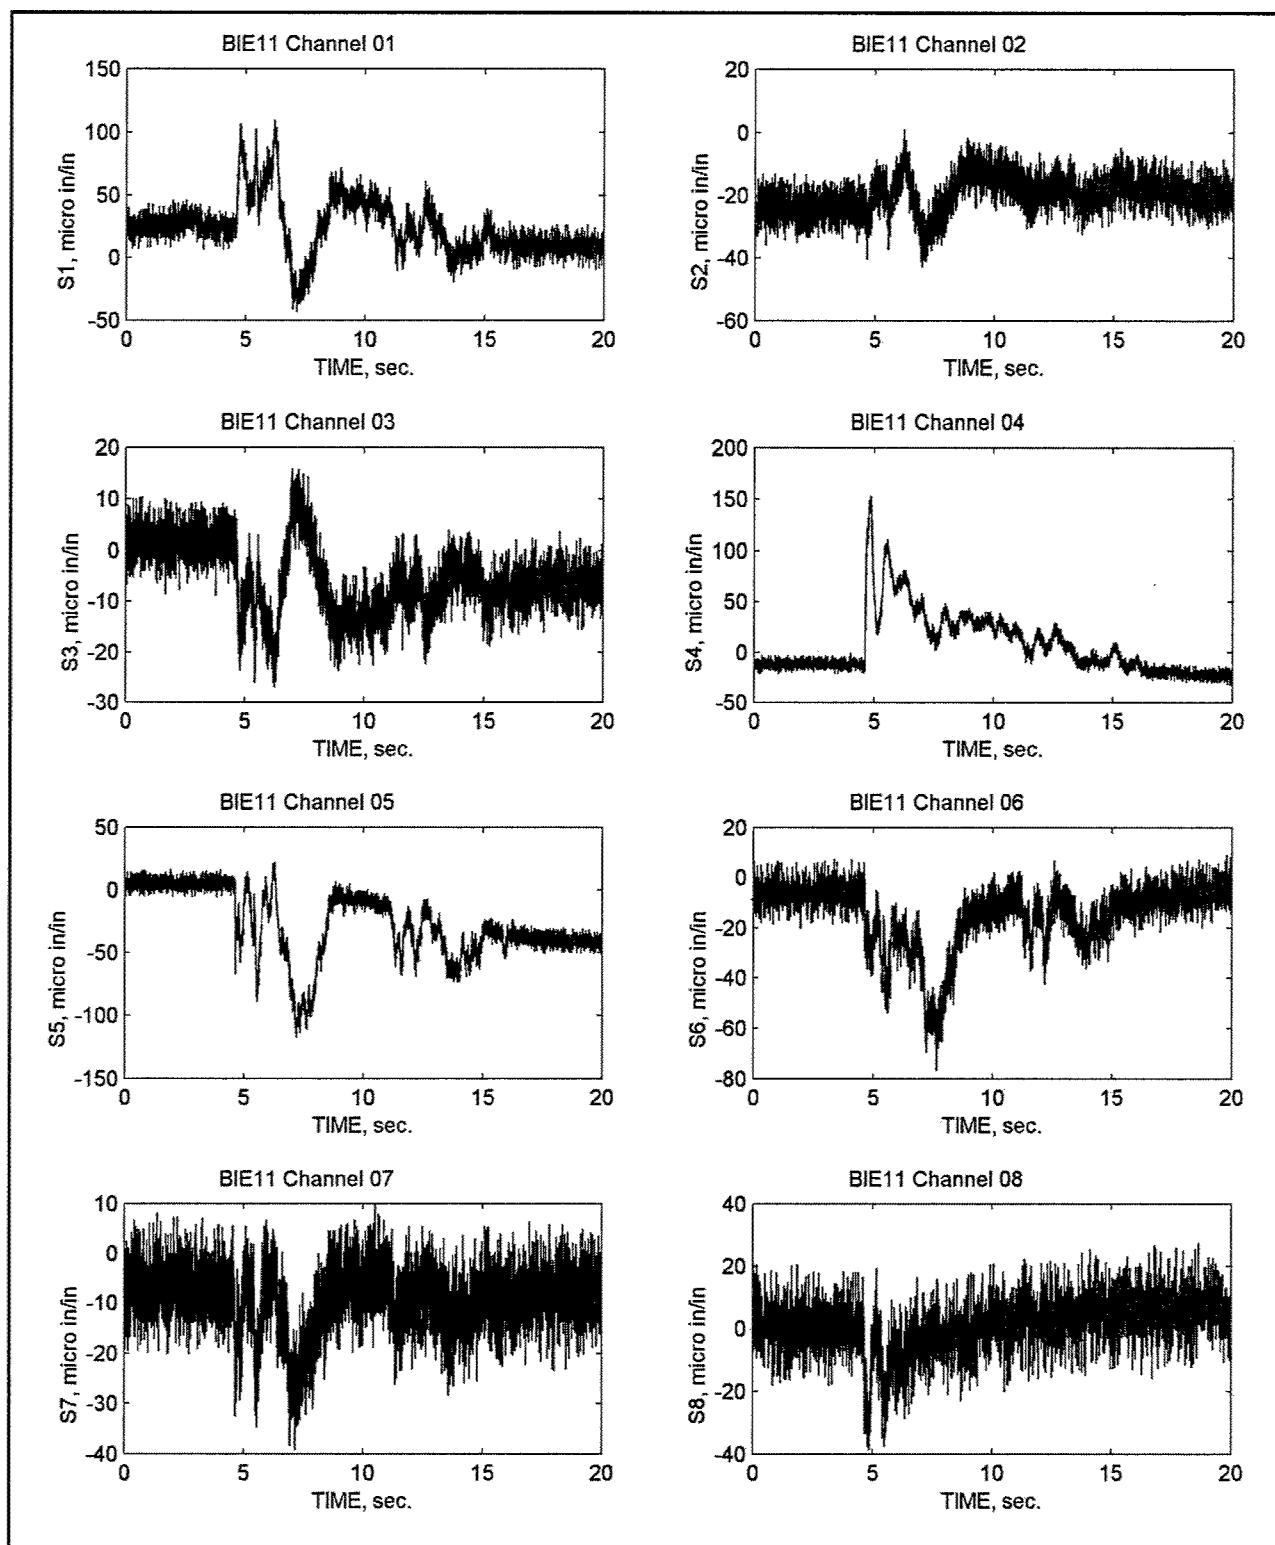 BIE11 Channel 01
150
100
50
0
-50
S1, micro in/in
0 5 10 15 20
TIME, sec.
BIE11 Channel 02
20
0
-20
-40
-60
S2, micro in/in
0 5 10 15 20
TIME, sec.
BIE11 Channel 03
20
10
0
-10
-20
-30
S3, micro in/in
0 5 10 15 20
TIME, sec.
BIE11 Channel 04
200
150
100
50
0
-50
S4, micro in/in
0 5 10 15 20
TIME, sec.
BIE11 Channel 05
50
0
-50
-100
-150
S5, micro in/in
0 5 10 15 20
TIME, sec.
BIE11 Channel 06
20
0
-20
-40
-60
-80
S6, micro in/in
0 5 10 15 20
TIME, sec.
BIE11 Channel 07
10
0
-10
-20
-30
-40
S7, micro in/in
0 5 10 15 20
TIME, sec.
BIE11 Channel 08
40
20
0
-20
-40
S8, micro in/in
0 5 10 15 20
TIME, sec.